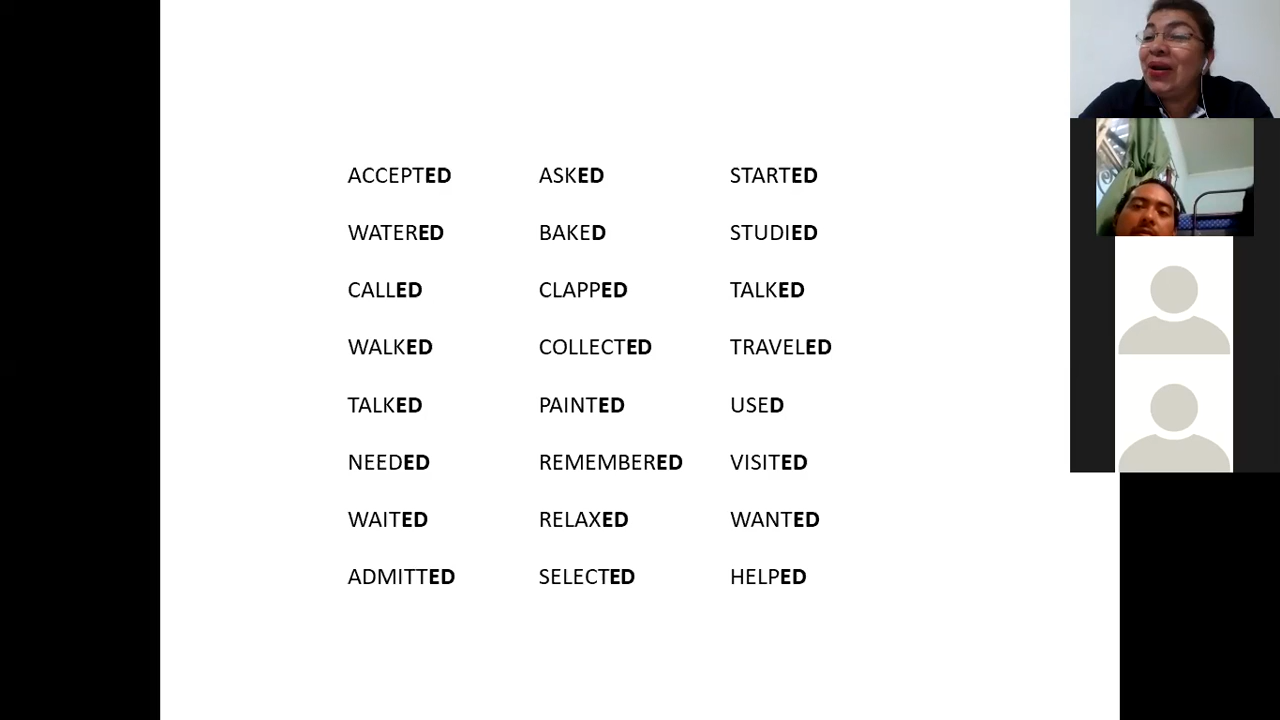 ACCEPTED ASKED STARTED
WATERED BAKED STUDIED
CALLED CLAPPED TALKED
WALKED COLLECTED TRAVELED
TALKED PAINTED USED
NEEDED REMEMBERED VISITED
WAITED RELAXED WANTED
ADMITTED SELECTED HELPED